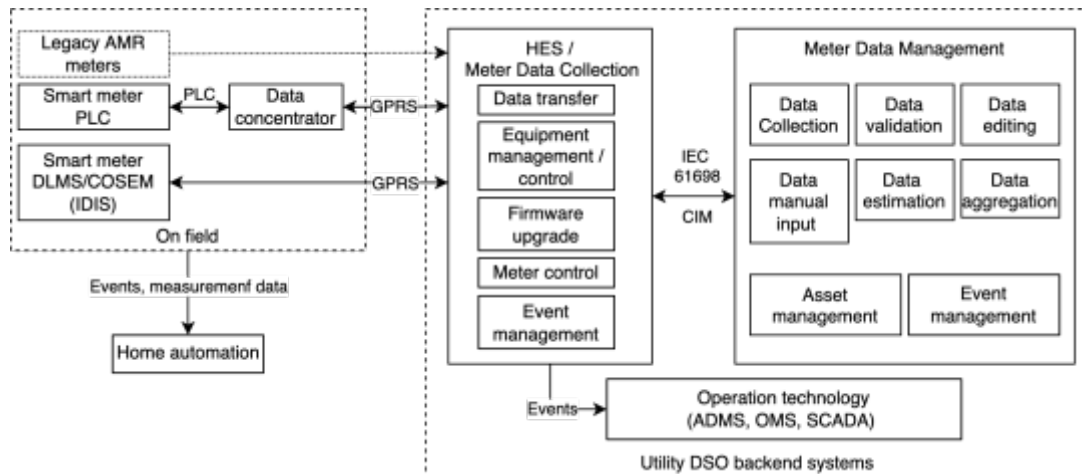 Legacy AMR
meters
Smart meter
PLC
PLC
Data
concentrator
GPRS
Smart meter
DLMS/COSEM
(IDIS)
GPRS
On field
Events, measuremenf data
Home automation
HES /
Meter Data Collection
Data transfer
Equipment
management /
control
Firmware
upgrade
Meter control
Event
management
IEC
61698
CIM
Meter Data Management
Data
Collection
Data
validation
Data
editing
Data
manual
input
Data
estimation
Data
aggregation
Asset
management
Event
management
Events
Operation technology
(ADMS, OMS, SCADA)
Utility DSO backend systems